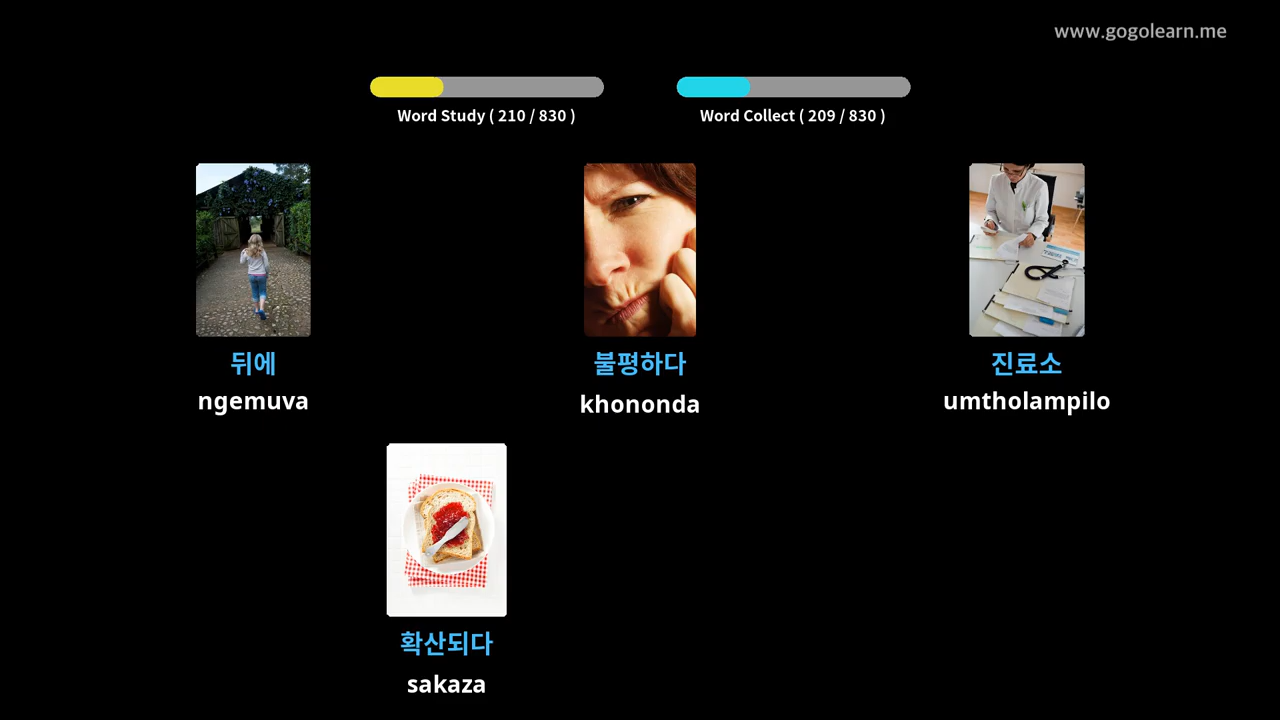 www.gogolearn.me
Word Study ( 210 / 830 )
Word Collect ( 209 / 830 )
뒤에
ngemuva
불평하다
khononda
진료소
umtholampilo
확산되다
sakaza